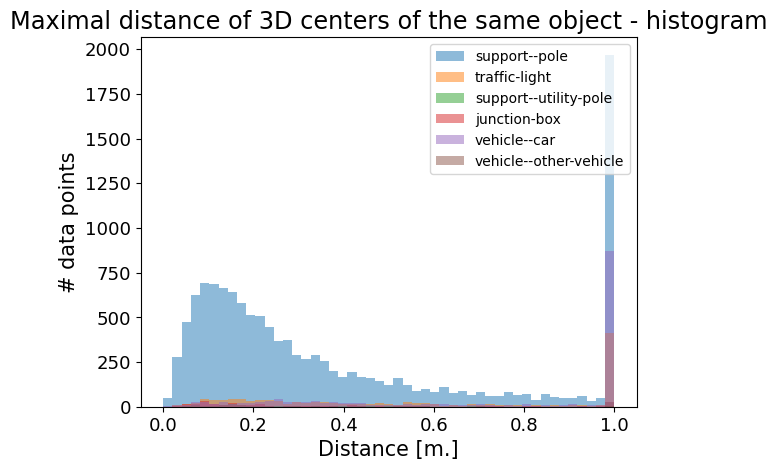 Maximal distance of 3D centers of the same object - histogram
2000
1750
1500
1250
1000
750
500
250
0
# data points
support--pole
traffic-light
support--utility-pole
junction-box
vehicle--car
vehicle--other-vehicle
0.0
0.2
0.4
0.6
0.8
1.0
Distance [m.]